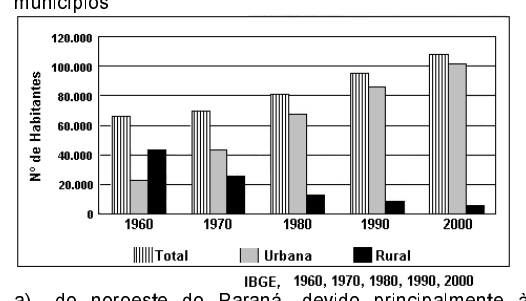 municípios
120.000
100.000
80.000
60.000
40.000
20.000
0
Nº de Habitantes
1960 1970 1980 1990 2000
Total Urbana Rural
IBGE, 1960, 1970, 1980, 1990, 2000
a) do noroeste do Paraná, devido principalmente à